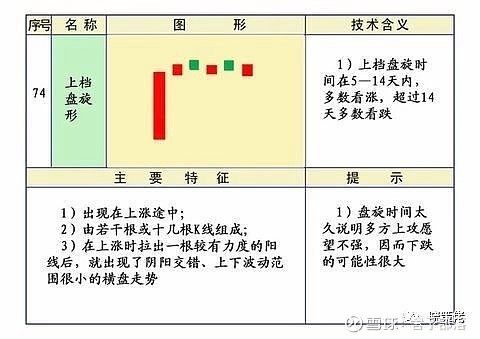 序号 名称 图形 技术含义
74
上档
盘旋
形
1）上档盘旋时
间在5—14天内，
多数看涨，超过14
天多数看跌
主要特征 提示
1）出现在上涨途中；
2）由若干根或十几根K线组成；
3）在上涨时拉出一根较有力度的阳
线后，就出现了阴阳交错、上下波动范
围很小的横盘走势
1）盘旋时间太
久说明多方上攻愿
望不强，因而下跌
的可能性很大